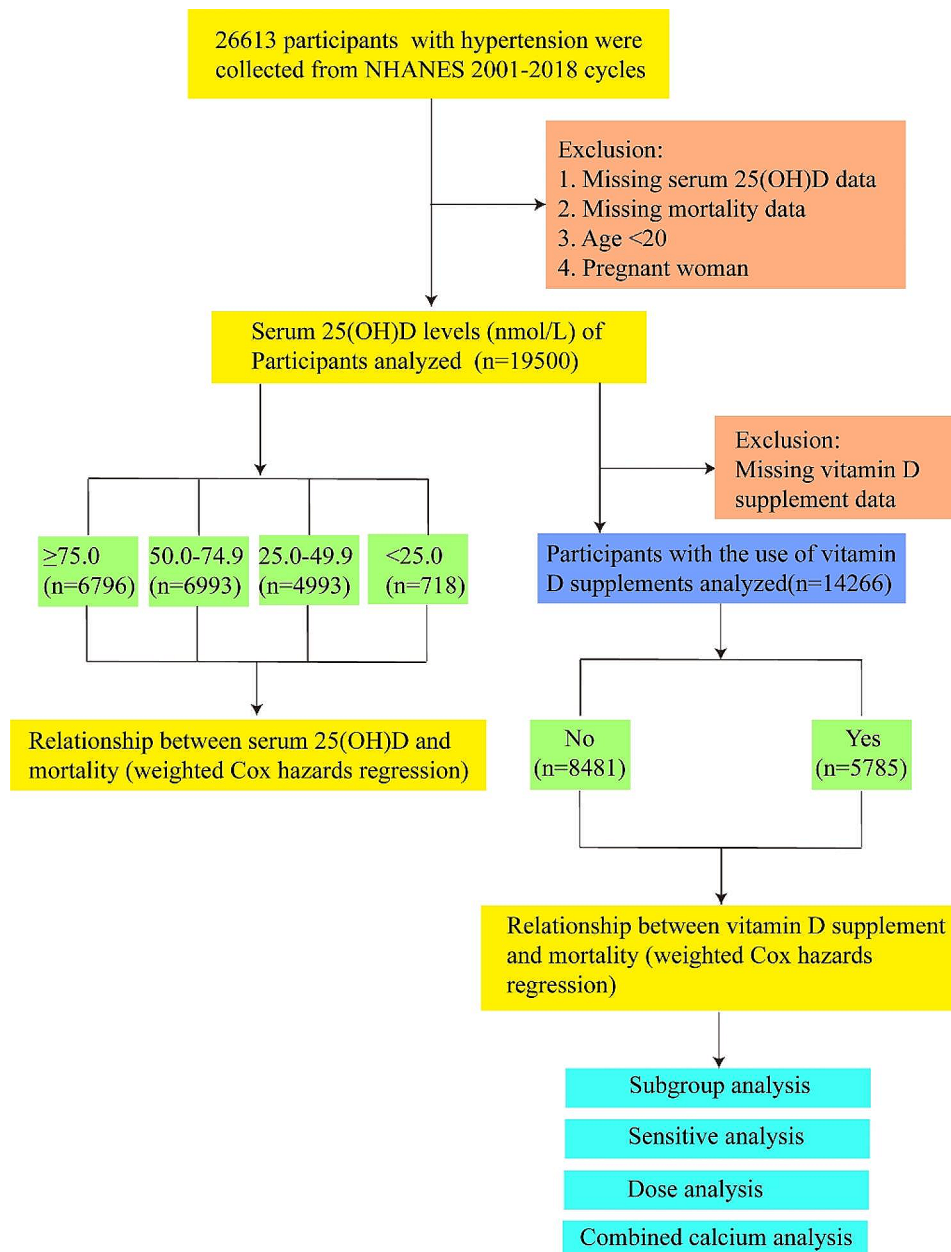 26613 participants with hypertension were
collected from NHANES 2001-2018 cycles
Exclusion:
1. Missing serum 25(OH)D data
2. Missing mortality data
3. Age <20
4. Pregnant woman
Serum 25(OH)D levels (nmol/L) of
Participants analyzed (n=19500)
Exclusion:
Missing vitamin D
supplement data
≥75.0
(n=6796)
50.0-74.9
(n=6993)
25.0-49.9
(n=4993)
<25.0
(n=718)
Participants with the use of vitamin
D supplements analyzed(n=14266)
Relationship between serum 25(OH)D and
mortality (weighted Cox hazards regression)
No
(n=8481)
Yes
(n=5785)
Relationship between vitamin D supplement
and mortality (weighted Cox hazards
regression)
Subgroup analysis
Sensitive analysis
Dose analysis
Combined calcium analysis